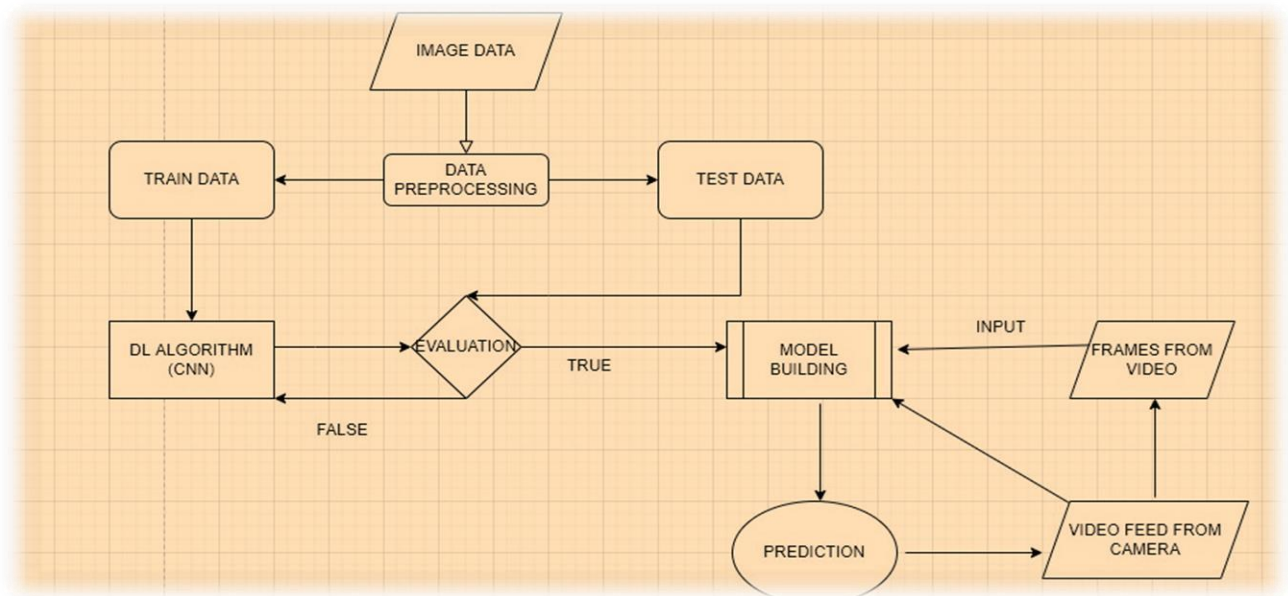 IMAGE DATA
TRAIN DATA
DATA
PREPROCESSING
TEST DATA
DL ALGORITHM
(CNN)
EVALUATION
TRUE
FALSE
MODEL
BUILDING
INPUT
FRAMES FROM
VIDEO
PREDICTION
VIDEO FEED FROM
CAMERA